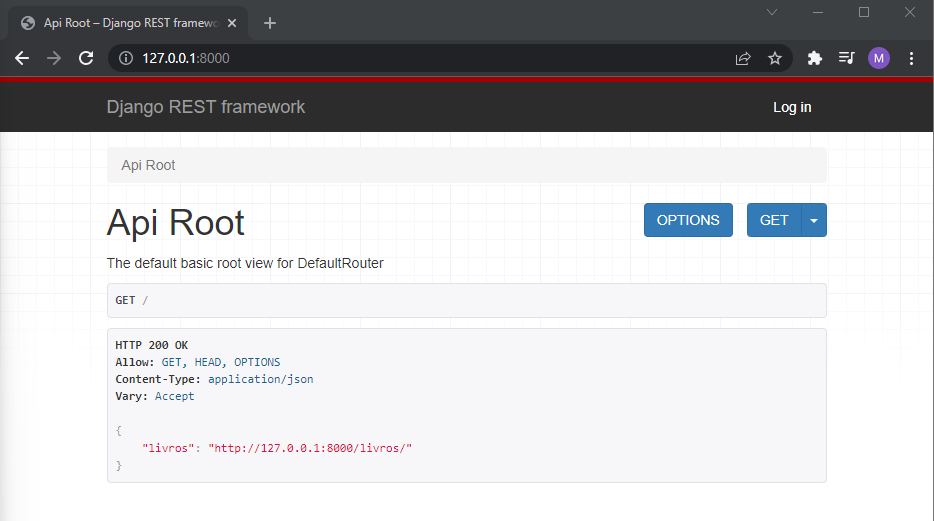 Api Root – Django REST framewo
127.0.0.1:8000
M
Django REST framework
Log in
Api Root
Api Root
OPTIONS
GET
The default basic root view for DefaultRouter
GET /
HTTP 200 OK
Allow: GET, HEAD, OPTIONS
Content-Type: application/json
Vary: Accept
{
"livros": "http://127.0.0.1:8000/livros/"
}